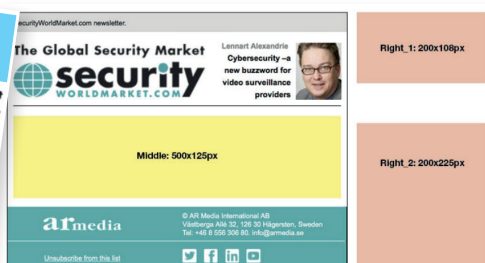 ecurityWorldMarket.com newsletter.
The Global Security Market
security
WORLDMARKET.COM
Lennart Alexandrie
Cybersecurity –a
new buzzword for
video surveillance
providers
Right_1: 200x108px
Middle: 500x125px
Right_2: 200x225px
armedia
© AR Media International AB
Västberga Allé 32, 126 30 Hägersten, Sweden
Tel: +46 8 556 306 80. info@armedia.se
Unsubscribe from this list